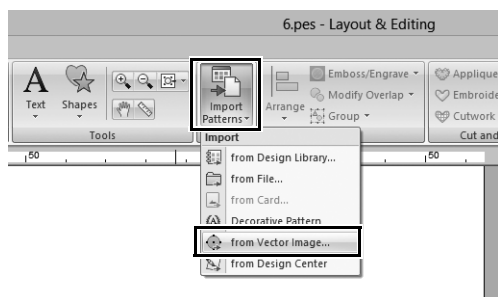 6.pes - Layout & Editing
Text
Shapes
Import
Patterns
Arrange
Emboss/Engrave
Modify Overlap
Group
Applique
Embroide
Cutwork
Tools
Import
Cut and
50
50
from Design Library...
from File...
from Card...
Decorative Pattern
from Vector Image...
from Design Center